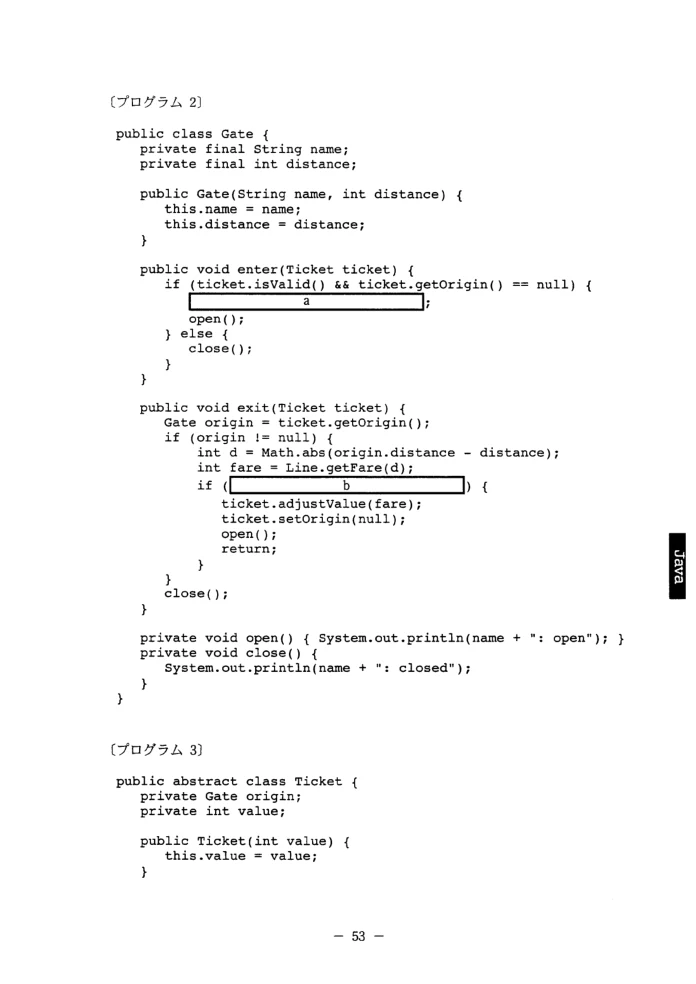 〔プログラム 2〕
public class Gate {
   private final String name;
   private final int distance;

   public Gate(String name, int distance) {
      this.name = name;
      this.distance = distance;
   }

   public void enter(Ticket ticket) {
      if (ticket.isValid() && ticket.getOrigin() == null) {
         a ;
         open();
      } else {
         close();
      }
   }

   public void exit(Ticket ticket) {
      Gate origin = ticket.getOrigin();
      if (origin != null) {
          int d = Math.abs(origin.distance - distance);
          int fare = Line.getFare(d);
          if ( b ) {
             ticket.adjustValue(fare);
             ticket.setOrigin(null);
             open();
             return;
          }
      }
      close();
   }

   private void open() { System.out.println(name + ": open"); }
   private void close() {
      System.out.println(name + ": closed");
   }
}

〔プログラム 3〕
public abstract class Ticket {
   private Gate origin;
   private int value;

   public Ticket(int value) {
      this.value = value;
   }
Java
− 53 −